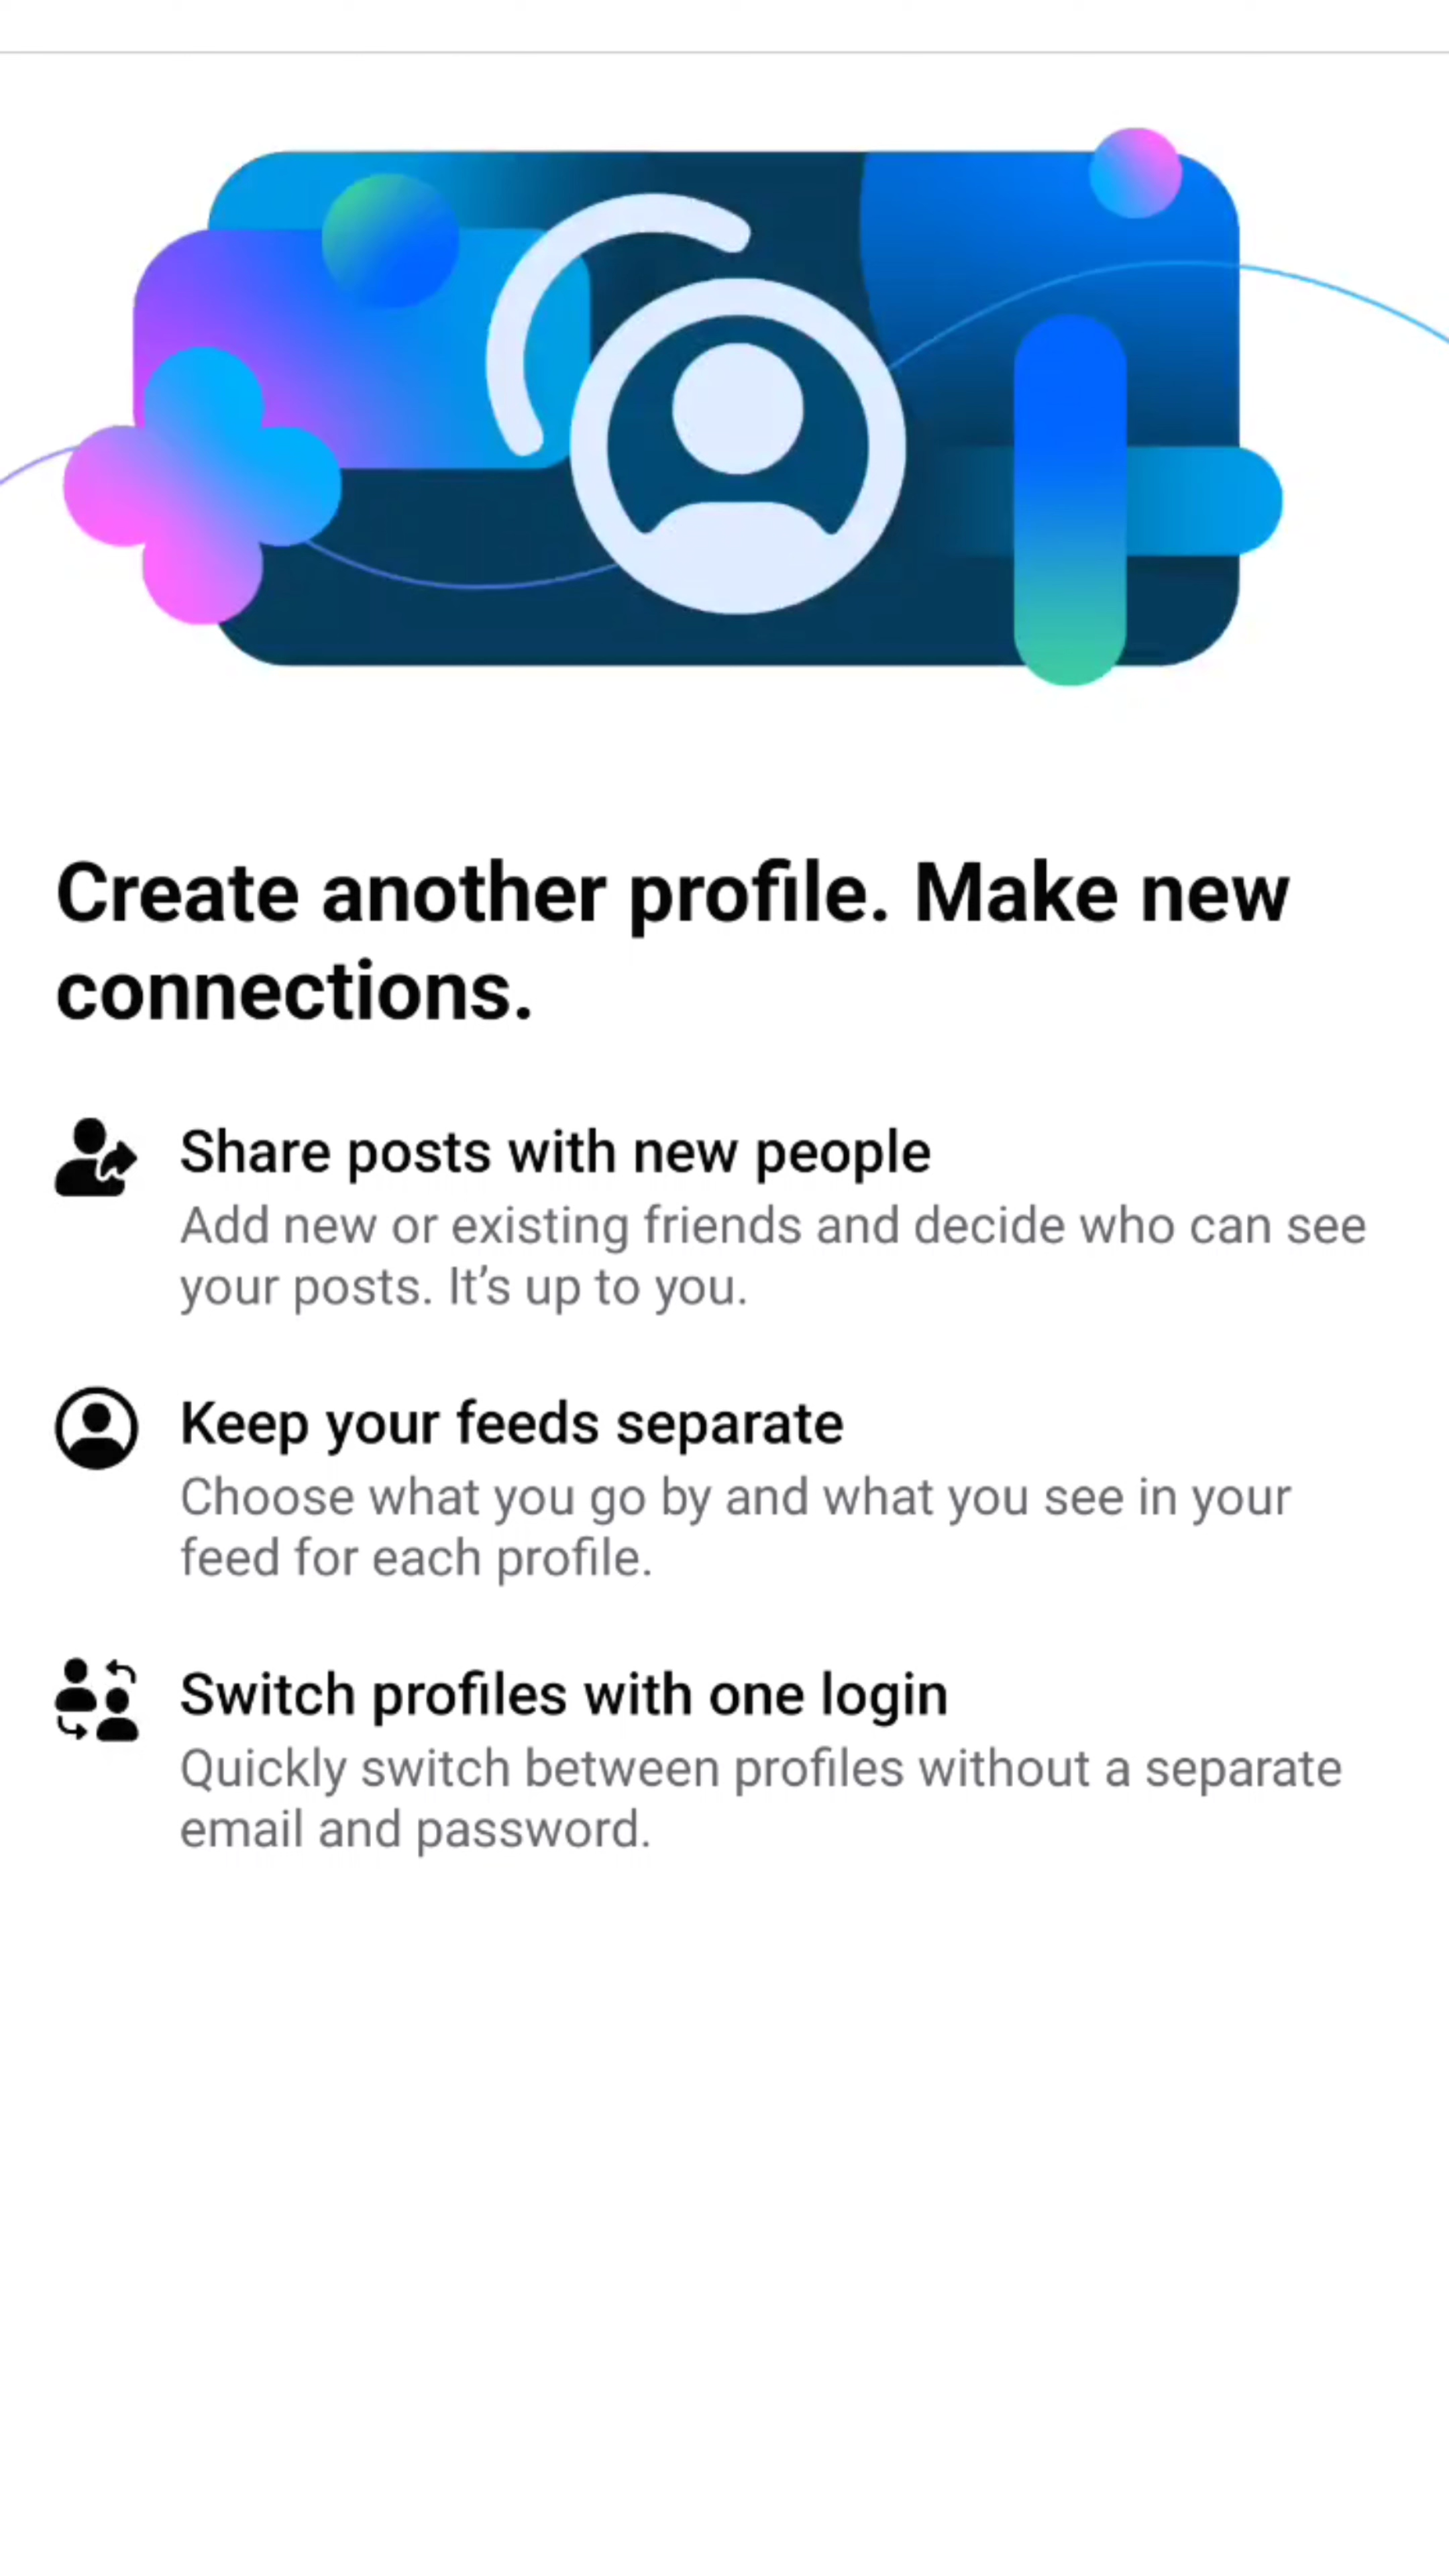 Create another profile. Make new
connections.
Share posts with new people
Add new or existing friends and decide who can see
your posts. It’s up to you.
Keep your feeds separate
Choose what you go by and what you see in your
feed for each profile.
Switch profiles with one login
Quickly switch between profiles without a separate
email and password.